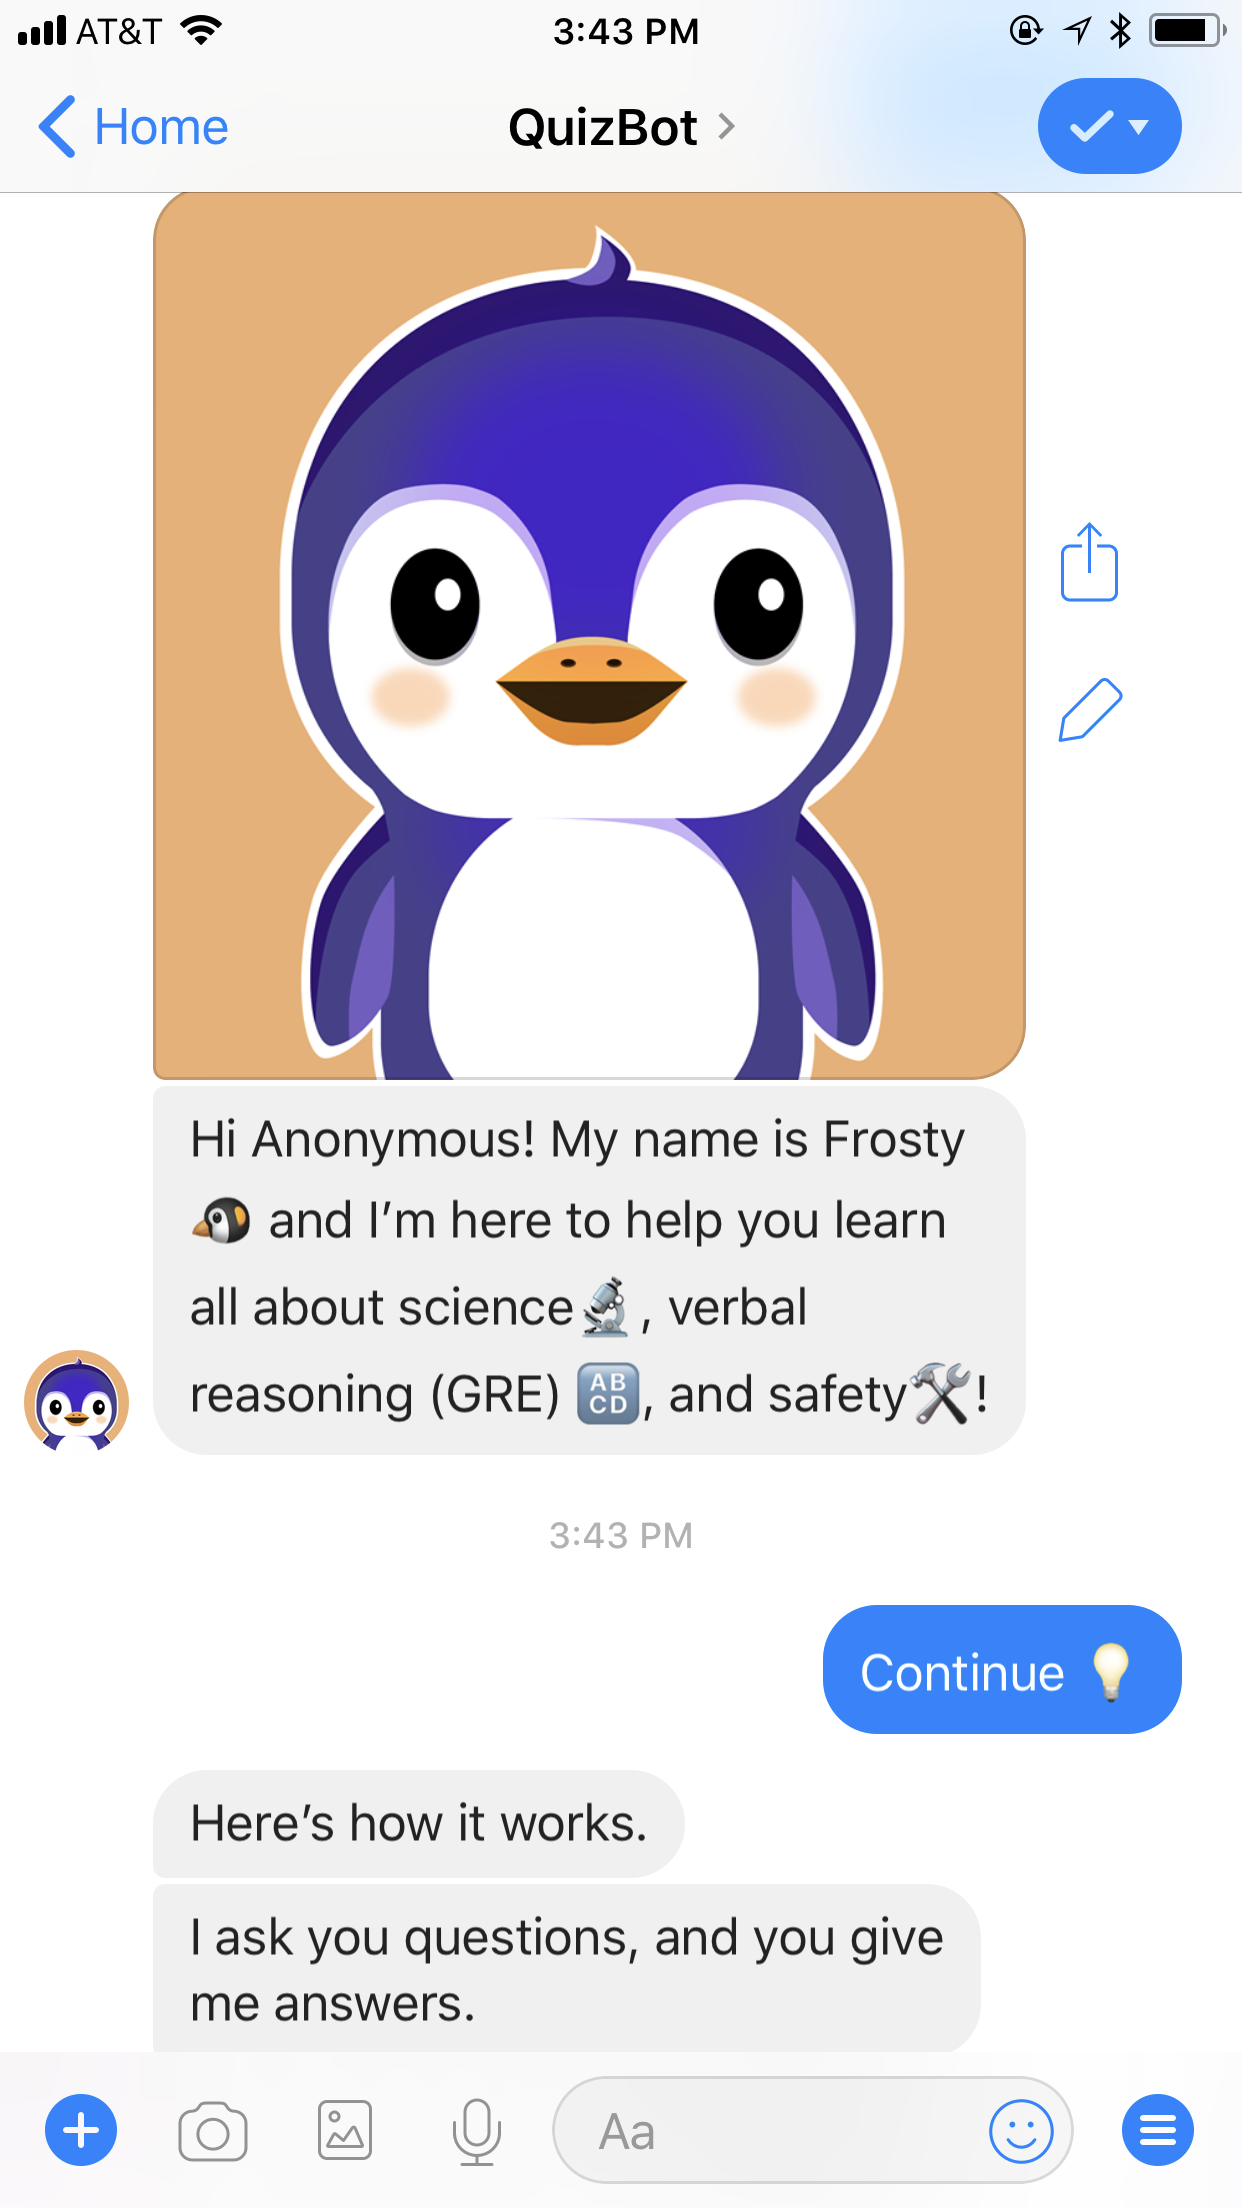 AT&T 3:43 PM
Home QuizBot
Hi Anonymous! My name is Frosty
🐧 and I’m here to help you learn
all about science🔬, verbal
reasoning (GRE) 🔠, and safety🛠!
3:43 PM
Continue 💡
Here’s how it works.
I ask you questions, and you give
me answers.
Aa